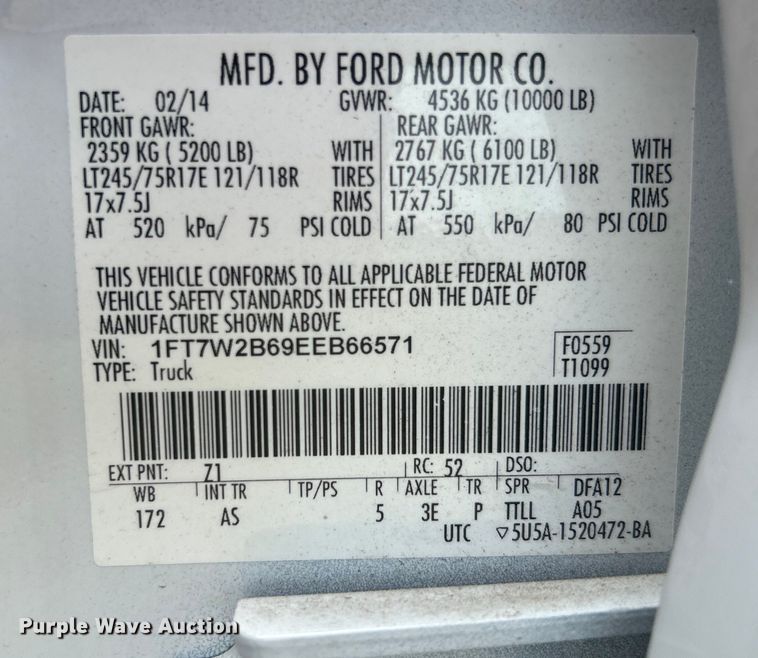 MFD. BY FORD MOTOR CO.
DATE: 02/14 GVWR: 4536 KG (10000 LB)
FRONT GAWR: REAR GAWR:
2359 KG ( 5200 LB) WITH 2767 KG ( 6100 LB) WITH
LT245/75R17E 121/118R TIRES LT245/75R17E 121/118R TIRES
17x7.5J RIMS 17x7.5J RIMS
AT 520 kPa/ 75 PSI COLD AT 550 kPa/ 80 PSI COLD
THIS VEHICLE CONFORMS TO ALL APPLICABLE FEDERAL MOTOR
VEHICLE SAFETY STANDARDS IN EFFECT ON THE DATE OF
MANUFACTURE SHOWN ABOVE.
VIN: 1FT7W2B69EEB66571 F0559
TYPE: Truck T1099
EXT PNT: Z1 RC: 52 DSO:
WB INT TR TP/PS R AXLE TR SPR DFA12
172 AS 5 3E P TTLL A05
UTC ▽5U5A-1520472-BA
Purple Wave Auction